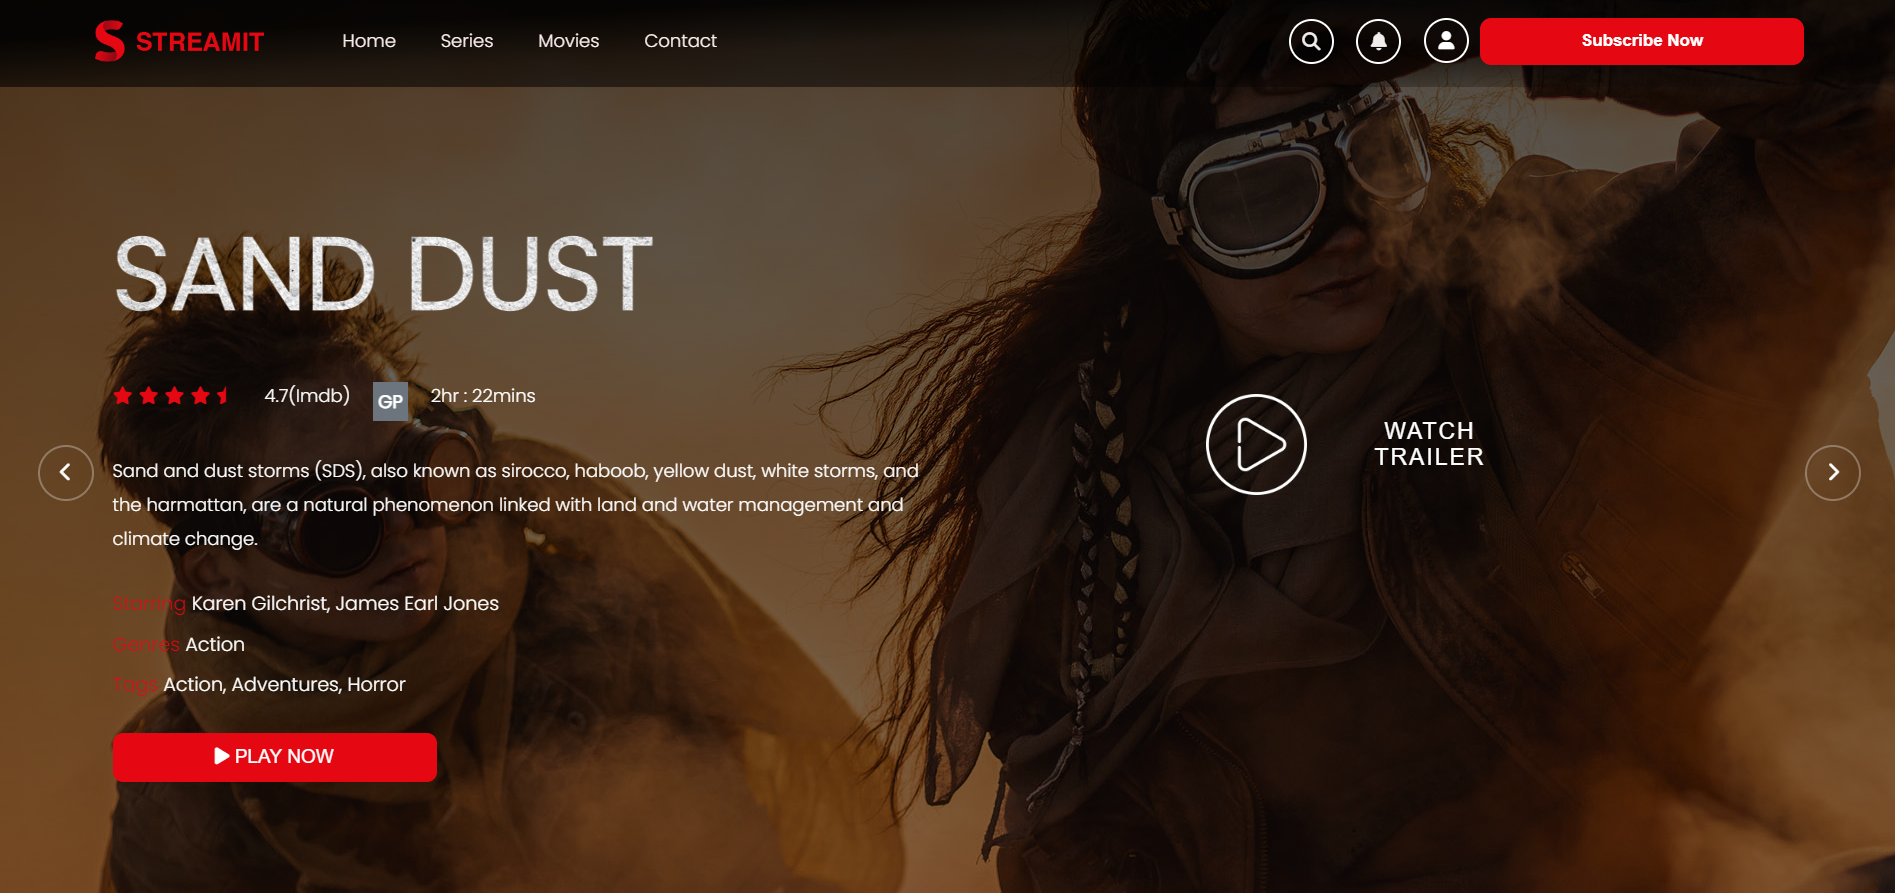 STREAMIT
Home Series Movies Contact
Subscribe Now
SAND DUST
4.7(Imdb) GP 2hr : 22mins
Sand and dust storms (SDS), also known as sirocco, haboob, yellow dust, white storms, and
the harmattan, are a natural phenomenon linked with land and water management and
climate change.
WATCH
TRAILER
Starring Karen Gilchrist, James Earl Jones
Genres Action
Tags Action, Adventures, Horror
PLAY NOW